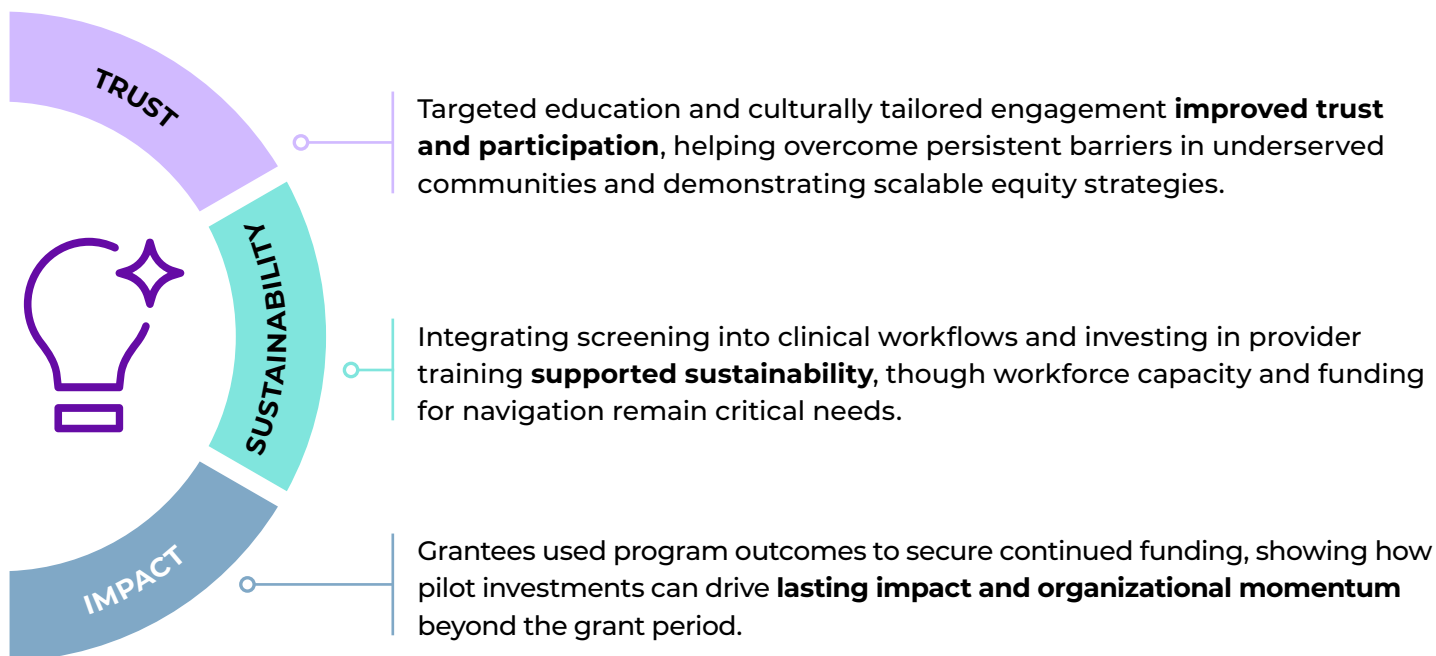 TRUST
Targeted education and culturally tailored engagement improved trust
and participation, helping overcome persistent barriers in underserved
communities and demonstrating scalable equity strategies.
SUSTAINABILITY
Integrating screening into clinical workflows and investing in provider
training supported sustainability, though workforce capacity and funding
for navigation remain critical needs.
IMPACT
Grantees used program outcomes to secure continued funding, showing how
pilot investments can drive lasting impact and organizational momentum
beyond the grant period.